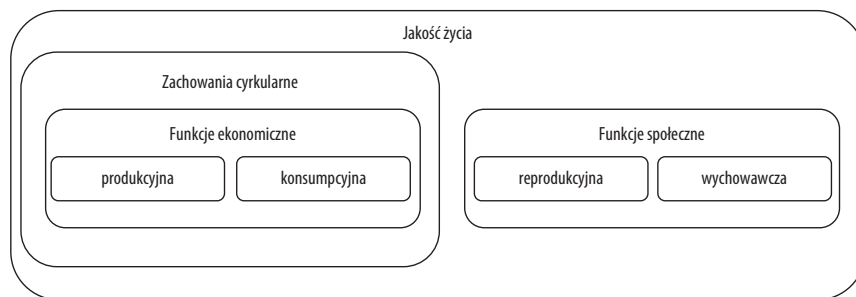 Jakość życia
Zachowania cyrkularne
Funkcje ekonomiczne
produkcyjna
konsumpcyjna
Funkcje społeczne
reprodukcyjna
wychowawcza